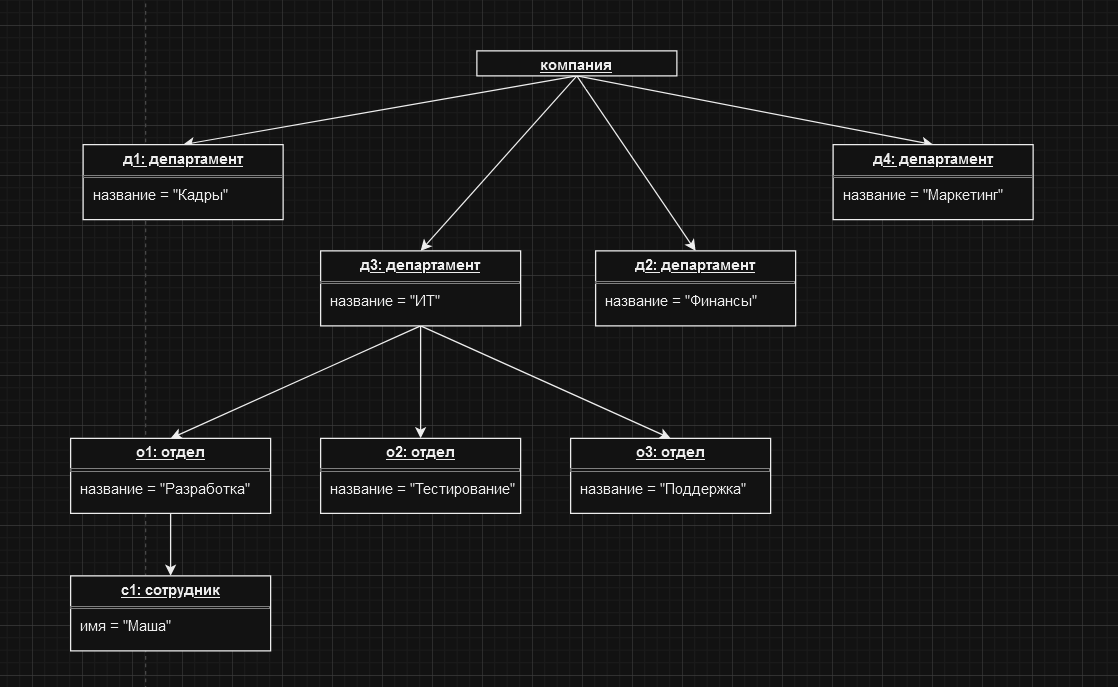 компания
д1: департамент
название = "Кадры"
д4: департамент
название = "Маркетинг"
д3: департамент
название = "ИТ"
д2: департамент
название = "Финансы"
о1: отдел
название = "Разработка"
о2: отдел
название = "Тестирование"
о3: отдел
название = "Поддержка"
с1: сотрудник
имя = "Маша"